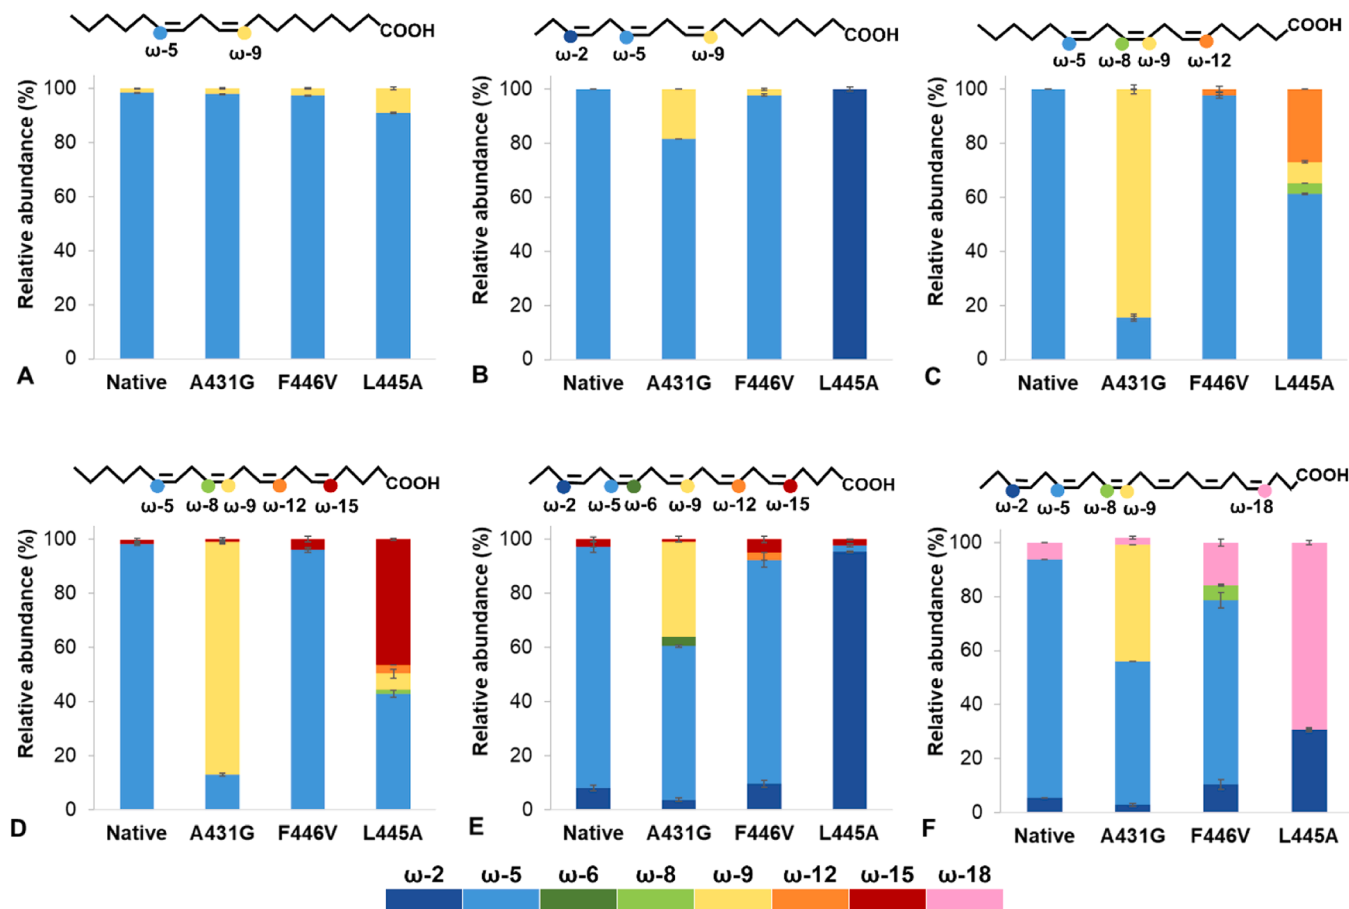 COOH
ω-5 ω-9
Relative abundance (%)
100
80
60
40
20
0
Native A431G F446V L445A
A
COOH
ω-2 ω-5 ω-9
Relative abundance (%)
100
80
60
40
20
0
Native A431G F446V L445A
B
COOH
ω-5 ω-8 ω-9 ω-12
Relative abundance (%)
100
80
60
40
20
0
Native A431G F446V L445A
C
COOH
ω-5 ω-8 ω-9 ω-12 ω-15
Relative abundance (%)
100
80
60
40
20
0
Native A431G F446V L445A
D
COOH
ω-2 ω-5 ω-6 ω-9 ω-12 ω-15
Relative abundance (%)
100
80
60
40
20
0
Native A431G F446V L445A
E
COOH
ω-2 ω-5 ω-8 ω-9 ω-18
Relative abundance (%)
100
80
60
40
20
0
Native A431G F446V L445A
F
ω-2 ω-5 ω-6 ω-8 ω-9 ω-12 ω-15 ω-18